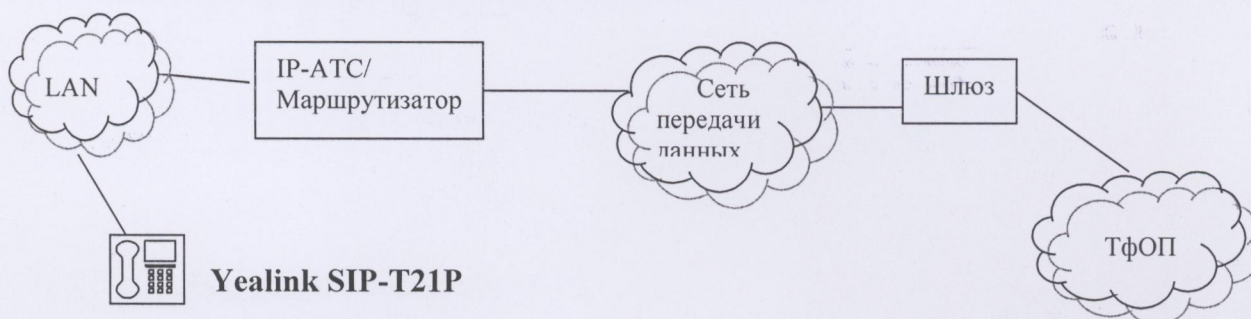 LAN
IP-АТС/
Маршрутизатор
Сеть
передачи
данных
Шлюз
ТфОП
Yealink SIP-T21P